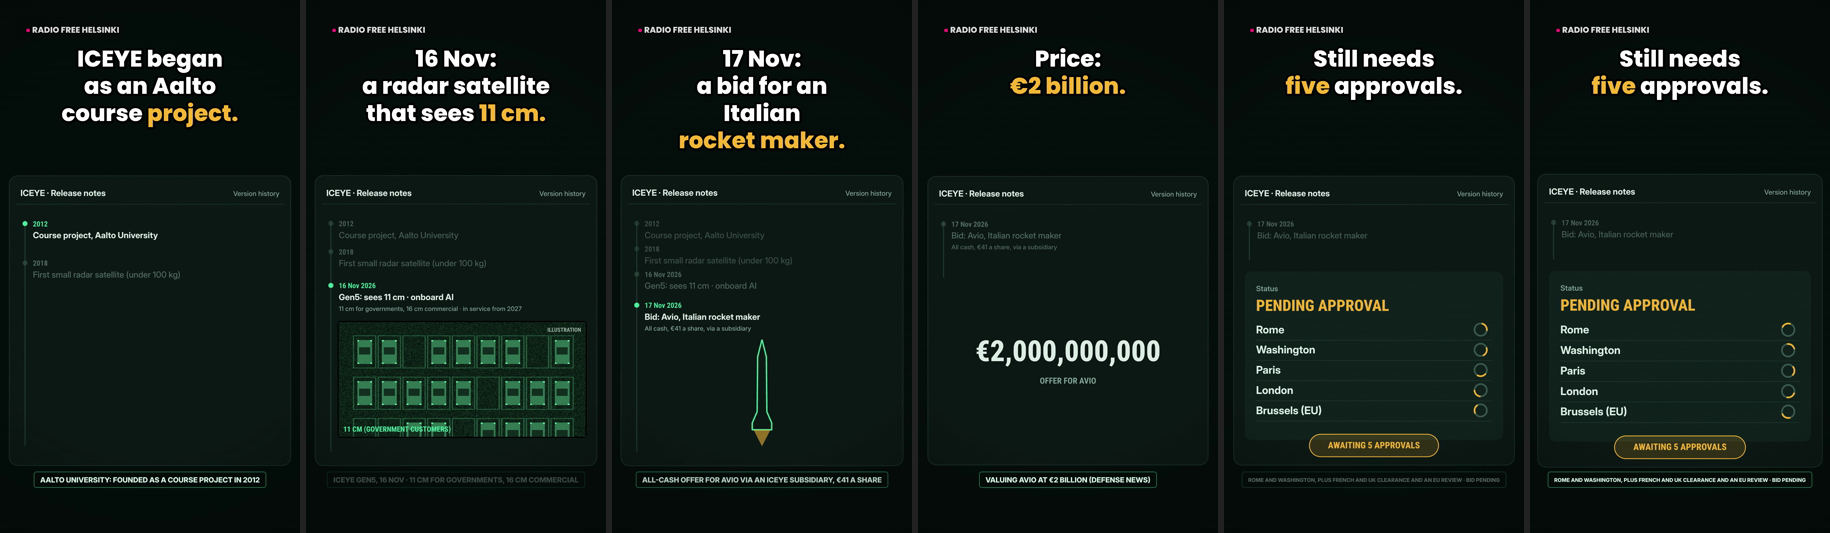 RADIO FREE HELSINKI
ICEYE began
as an Aalto
course project.
ICEYE · Release notes
Version history
2012
Course project, Aalto University
2018
First small radar satellite (under 100 kg)
AALTO UNIVERSITY: FOUNDED AS A COURSE PROJECT IN 2012
RADIO FREE HELSINKI
16 Nov:
a radar satellite
that sees 11 cm.
ICEYE · Release notes
Version history
2012
Course project, Aalto University
2018
First small radar satellite (under 100 kg)
16 Nov 2026
Gen5: sees 11 cm · onboard AI
11 cm for governments, 16 cm commercial · in service from 2027
ILLUSTRATION
11 CM (GOVERNMENT CUSTOMERS)
ICEYE GEN5, 16 NOV · 11 CM FOR GOVERNMENTS, 16 CM COMMERCIAL
RADIO FREE HELSINKI
17 Nov:
a bid for an
Italian
rocket maker.
ICEYE · Release notes
Version history
2012
Course project, Aalto University
2018
First small radar satellite (under 100 kg)
16 Nov 2026
Gen5: sees 11 cm · onboard AI
17 Nov 2026
Bid: Avio, Italian rocket maker
All cash, €41 a share, via a subsidiary
ALL-CASH OFFER FOR AVIO VIA AN ICEYE SUBSIDIARY, €41 A SHARE
RADIO FREE HELSINKI
Price:
€2 billion.
ICEYE · Release notes
Version history
17 Nov 2026
Bid: Avio, Italian rocket maker
All cash, €41 a share, via a subsidiary
€2,000,000,000
OFFER FOR AVIO
VALUING AVIO AT €2 BILLION (DEFENSE NEWS)
RADIO FREE HELSINKI
Still needs
five approvals.
ICEYE · Release notes
Version history
17 Nov 2026
Bid: Avio, Italian rocket maker
Status
PENDING APPROVAL
Rome
Washington
Paris
London
Brussels (EU)
AWAITING 5 APPROVALS
ROME AND WASHINGTON, PLUS FRENCH AND UK CLEARANCE AND AN EU REVIEW · BID PENDING
RADIO FREE HELSINKI
Still needs
five approvals.
ICEYE · Release notes
Version history
17 Nov 2026
Bid: Avio, Italian rocket maker
Status
PENDING APPROVAL
Rome
Washington
Paris
London
Brussels (EU)
AWAITING 5 APPROVALS
ROME AND WASHINGTON, PLUS FRENCH AND UK CLEARANCE AND AN EU REVIEW · BID PENDING